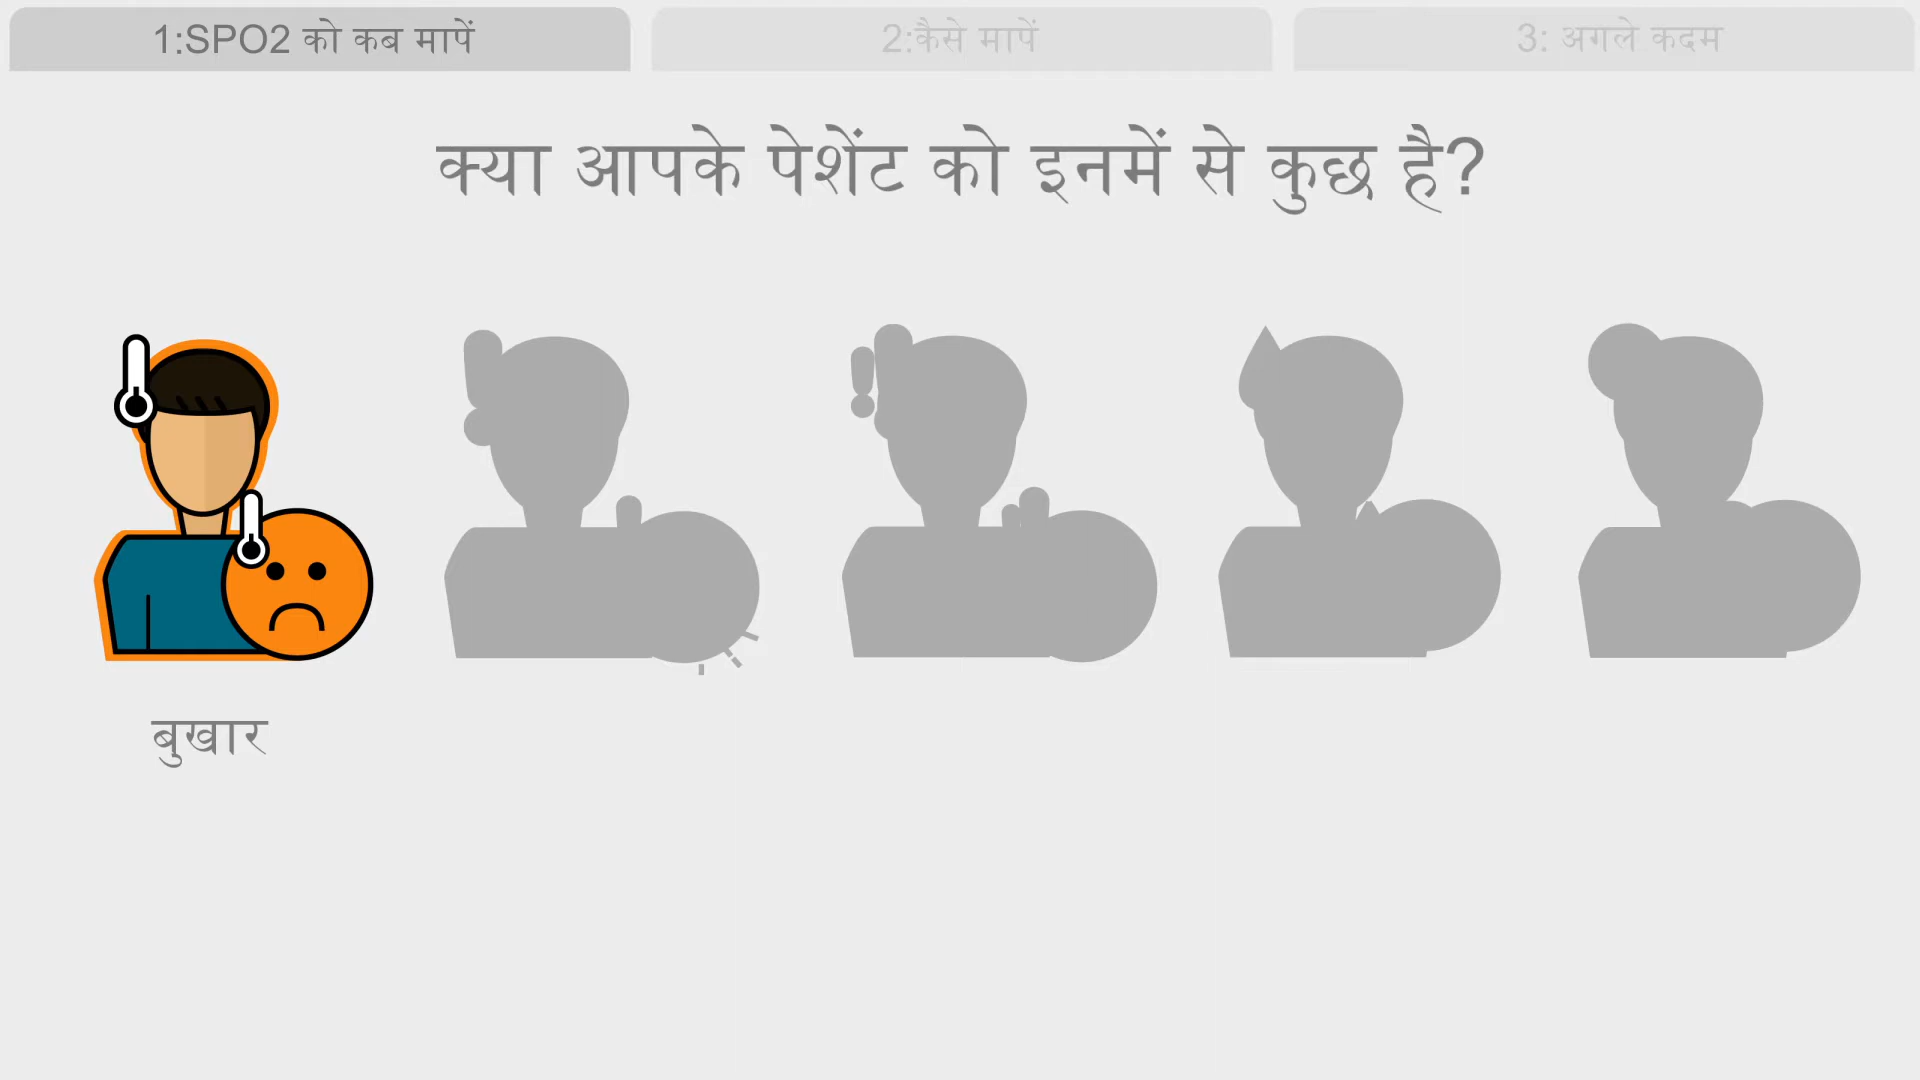 1:SPO2 को कब मापें
2:कैसे मापें
3: अगले कदम
क्या आपके पेशेंट को इनमें से कुछ है?
बुखार